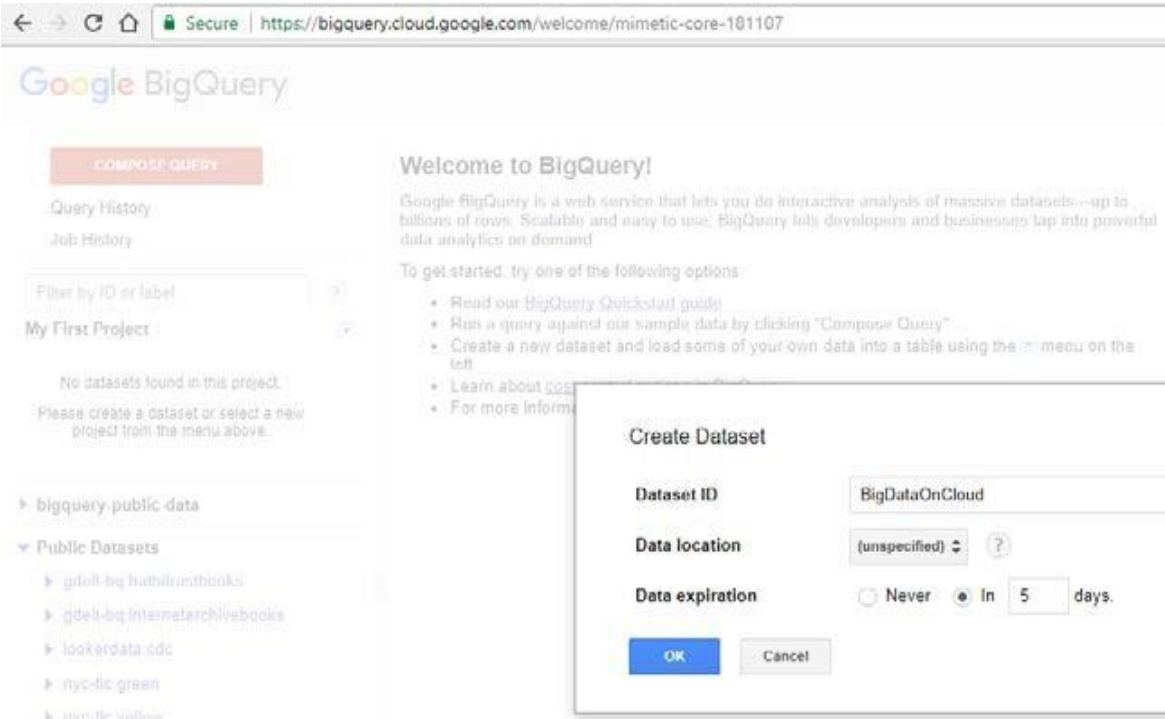 Secure | https://bigquery.cloud.google.com/welcome/mimetic-core-181107
Google BigQuery
COMPOSE QUERY
Query History
Job History
Filter by ID or label ?
My First Project
No datasets found in this project.
Please create a dataset or select a new
project from the menu above.
bigquery-public-data
Public Datasets
gdelt-bq:hathitrustbooks
gdelt-bq:internetarchivebooks
lookerdata:cdc
nyc-tlc:green
nyc-tlc:yellow
Welcome to BigQuery!
Google BigQuery is a web service that lets you do interactive analysis of massive datasets—up to
billions of rows. Scalable and easy to use, BigQuery lets developers and businesses tap into powerful
data analytics on demand
To get started, try one of the following options:
• Read our BigQuery Quickstart guide
• Run a query against our sample data by clicking "Compose Query"
• Create a new dataset and load some of your own data into a table using the menu on the
left
• Learn about
• For more
Create Dataset
Dataset ID BigDataOnCloud
Data location (unspecified) ?
Data expiration Never In 5 days.
OK Cancel